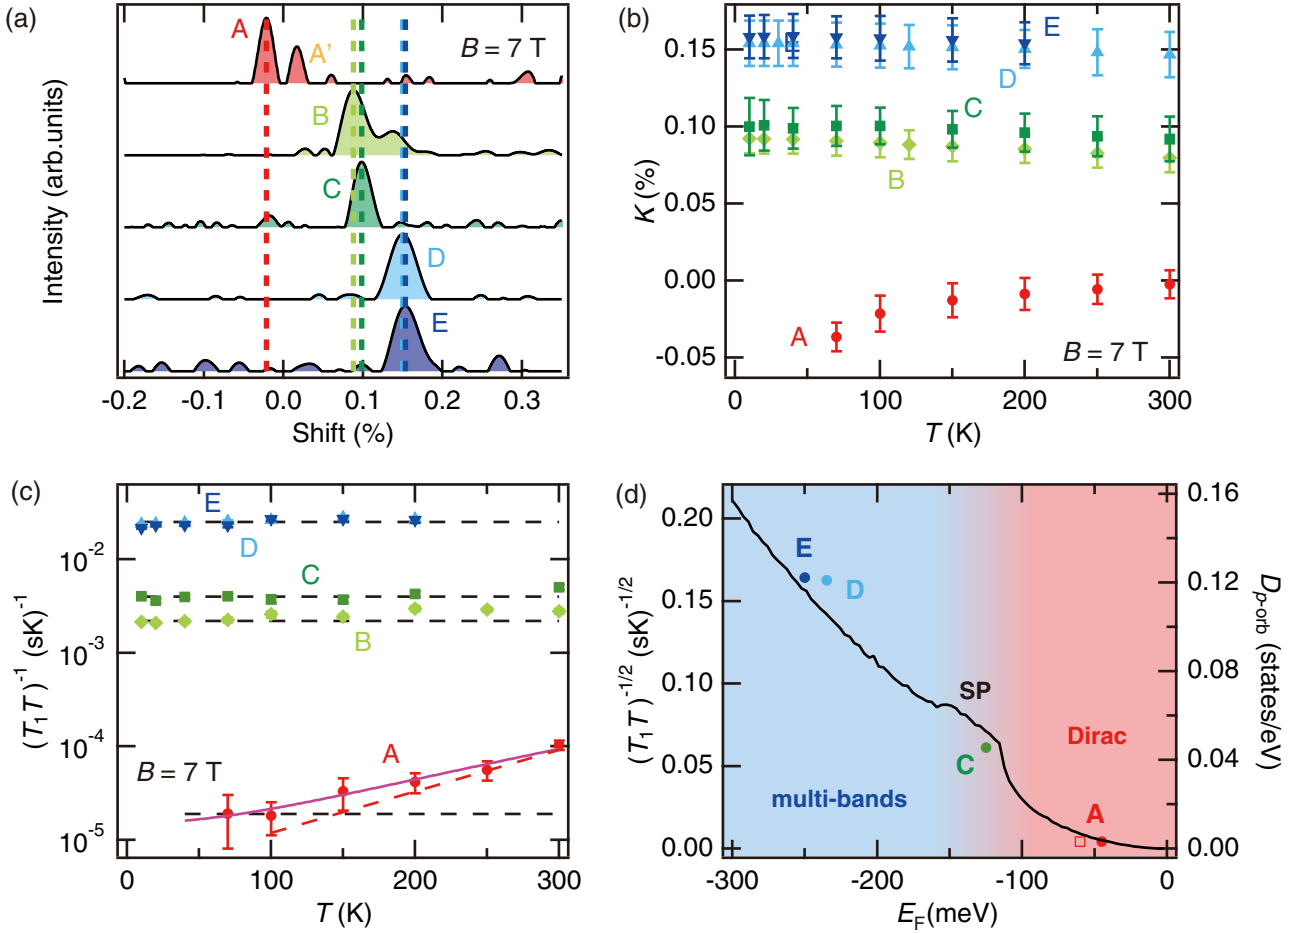 (a)
A
A'
B = 7 T
B
C
D
E
Intensity (arb.units)
-0.2
-0.1
0.0
0.1
0.2
0.3
Shift (%)
(b)
0.15
0.10
0.05
0.00
-0.05
K (%)
E
D
C
B
A
B = 7 T
0
100
200
300
T (K)
(c)
10⁻²
10⁻³
10⁻⁴
10⁻⁵
(T₁T)⁻¹ (sK)⁻¹
E
D
C
B
A
B = 7 T
0
100
200
300
T (K)
(d)
0.20
0.15
0.10
0.05
0.00
(T₁T)⁻¹/² (sK)⁻¹/²
E
D
SP
C
Dirac
multi-bands
A
0.16
0.12
0.08
0.04
0.00
Dp-orb (states/eV)
-300
-200
-100
0
EF(meV)